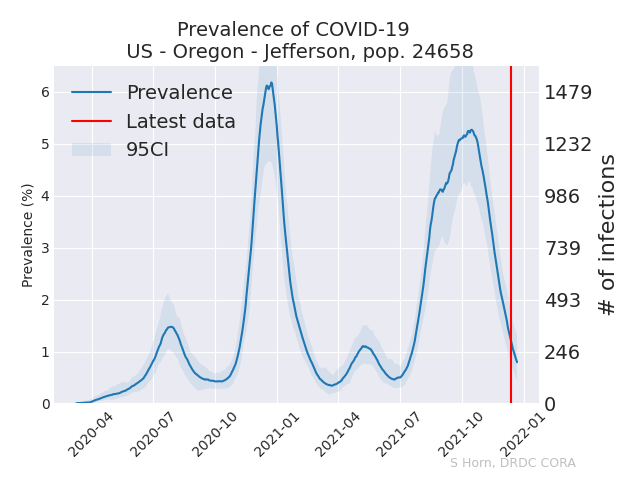 Prevalence of COVID-19
US - Oregon - Jefferson, pop. 24658
Prevalence
Latest data
95CI
Prevalence (%)
6
5
4
3
2
1
0
1479
1232
986
739
493
246
0
# of infections
2020-04
2020-07
2020-10
2021-01
2021-04
2021-07
2021-10
2022-01
S Horn, DRDC CORA